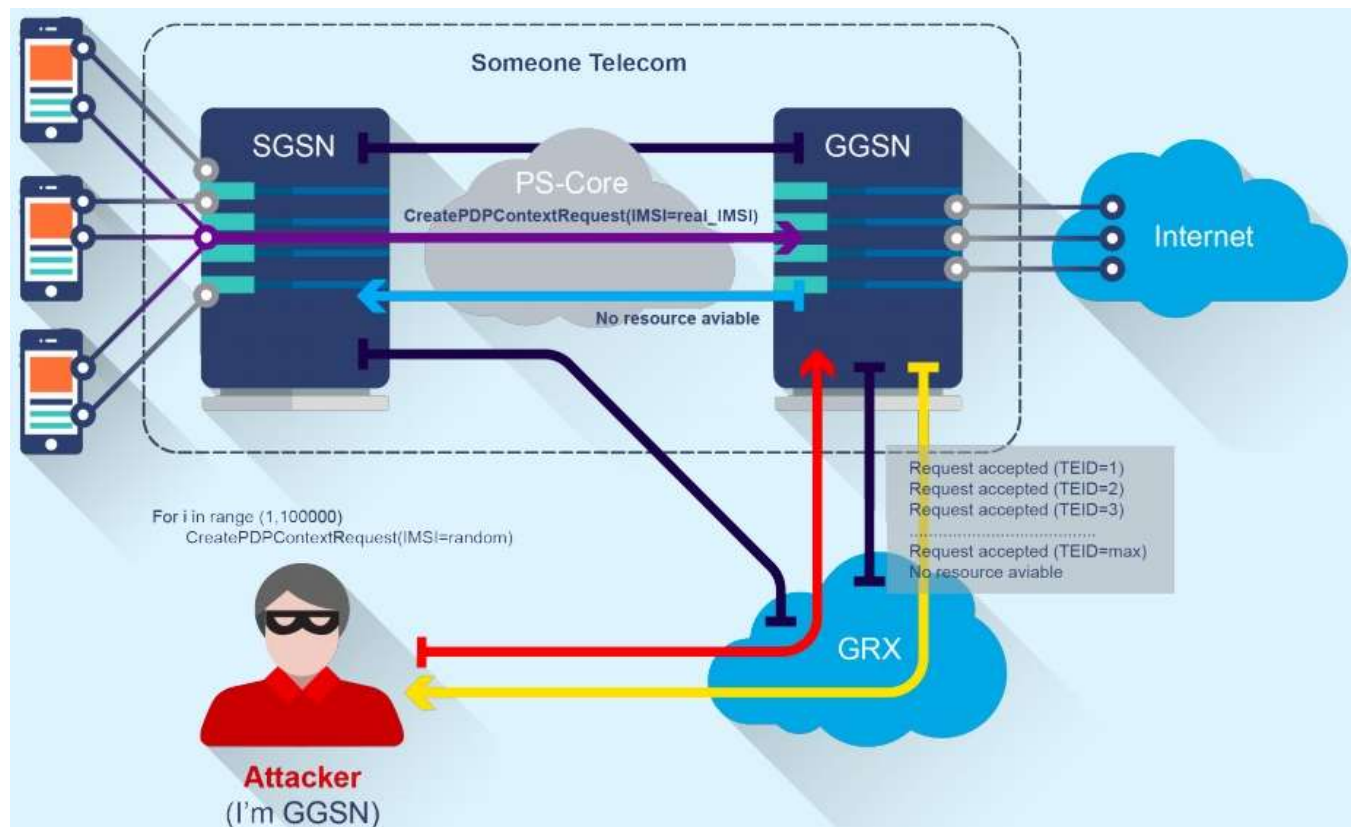 Someone Telecom
SGSN
GGSN
PS-Core
CreatePDPContextRequest(IMSI=real_IMSI)
Internet
No resource aviable
Request accepted (TEID=1)
Request accepted (TEID=2)
Request accepted (TEID=3)
........................................
Request accepted (TEID=max)
No resource aviable
For i in range (1,100000)
CreatePDPContextRequest(IMSI=random)
GRX
Attacker
(I'm GGSN)